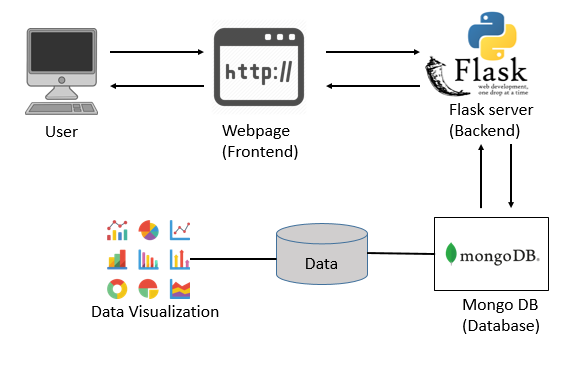 http://
Flask
web development,
one drop at a time
User
Webpage
(Frontend)
Flask server
(Backend)
Data
mongoDB.
Data Visualization
Mongo DB
(Database)